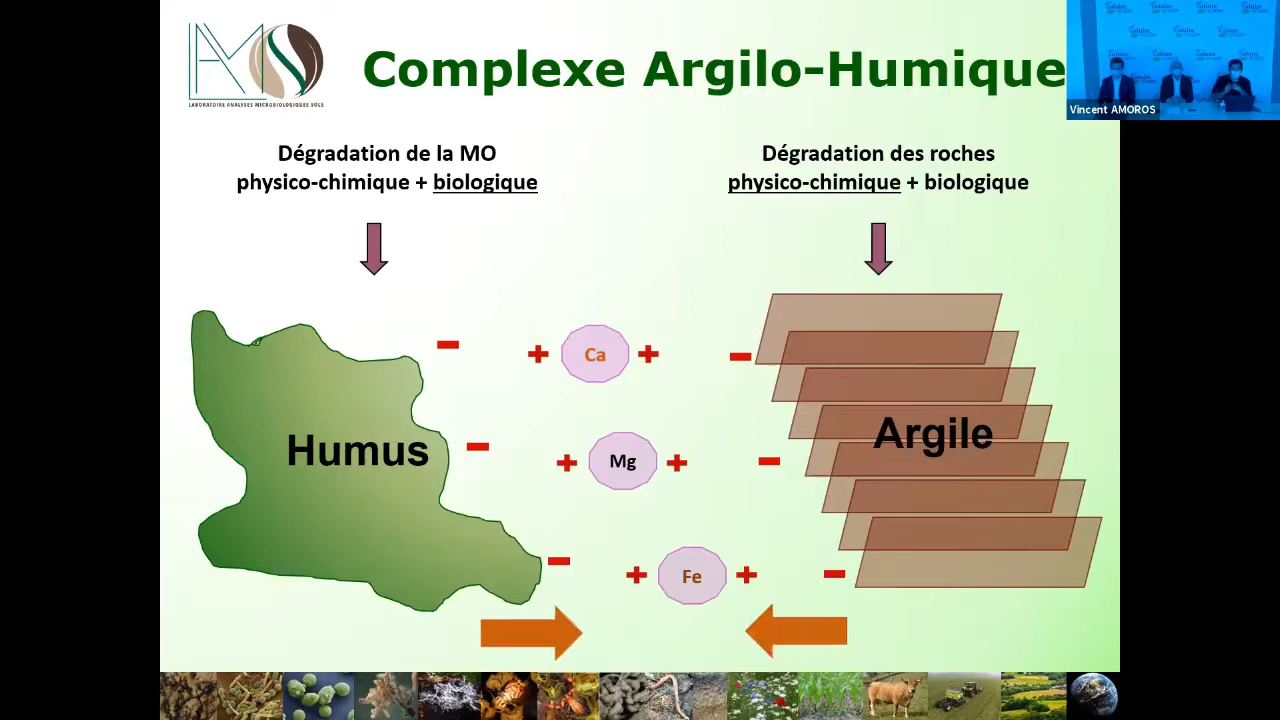 LAMS
LABORATOIRE ANALYSES MICROBIOLOGIQUES SOLS
Complexe Argilo-Humique
Vincent AMOROS
Dégradation de la MO
physico-chimique + biologique
Dégradation des roches
physico-chimique + biologique
- + Ca + -
Humus
Argile
- + Mg + -
- + Fe + -